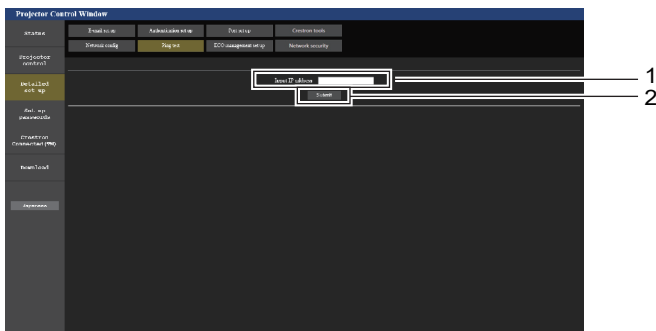 Projector Control Window
Status
E-mail set up
Authentication set up
Port set up
Crestron tools
Network config
Ping test
ECO management set up
Network security
Projector
control
Detailed
set up
Set up
passwords
Crestron
Connected(TM)
Download
Japanese
Input IP address
Submit
1
2